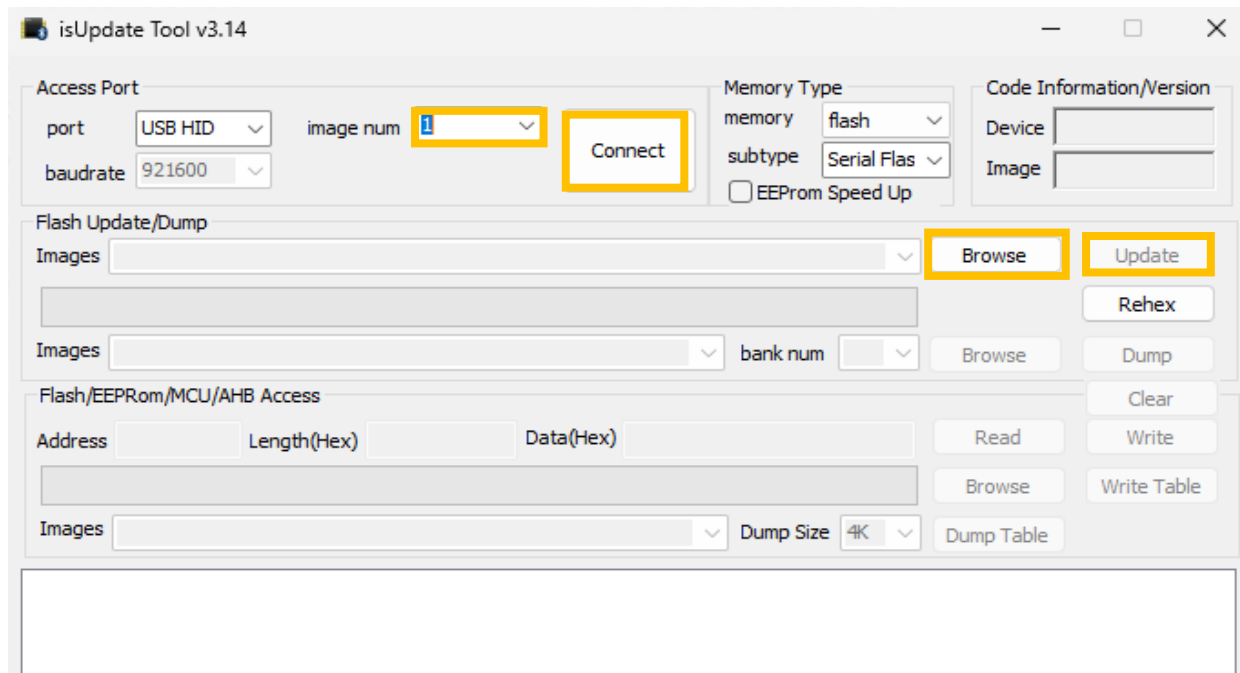 isUpdate Tool v3.14
Access Port
port
USB HID
image num
1
Connect
baudrate
921600
Memory Type
memory
flash
subtype
Serial Flas
EEProm Speed Up
Code Information/Version
Device
Image
Flash Update/Dump
Images
Browse
Update
Rehex
Images
bank num
Browse
Dump
Clear
Flash/EEPRom/MCU/AHB Access
Address
Length(Hex)
Data(Hex)
Read
Write
Browse
Write Table
Images
Dump Size
4K
Dump Table